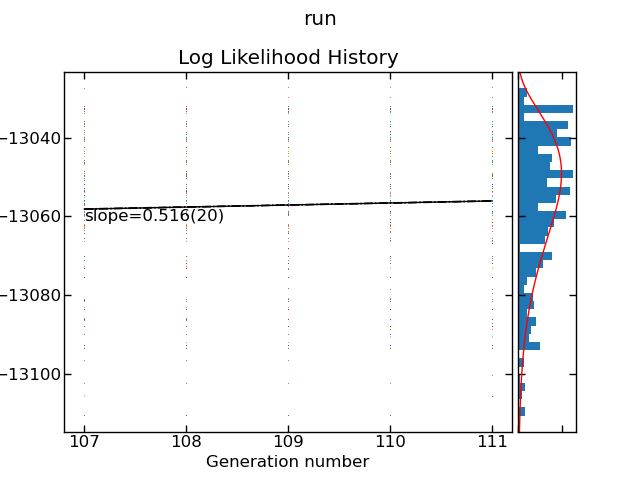 run
Log Likelihood History
−13040
−13060
−13080
−13100
slope=0.516(20)
107 108 109 110 111
Generation number